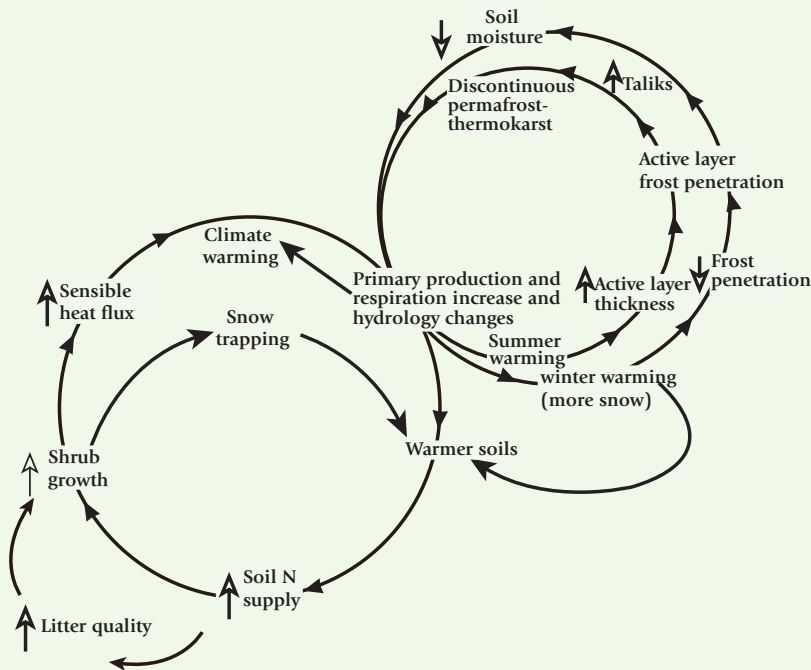 Soil
moisture
Discontinuous
permafrost-
thermokarst
Taliks
Active layer
frost penetration
Climate
warming
Primary production and
respiration increase and
hydrology changes
Active layer
thickness
Frost
penetration
Sensible
heat flux
Snow
trapping
Summer
warming
winter warming
(more snow)
Warmer soils
Shrub
growth
Soil N
supply
Litter quality